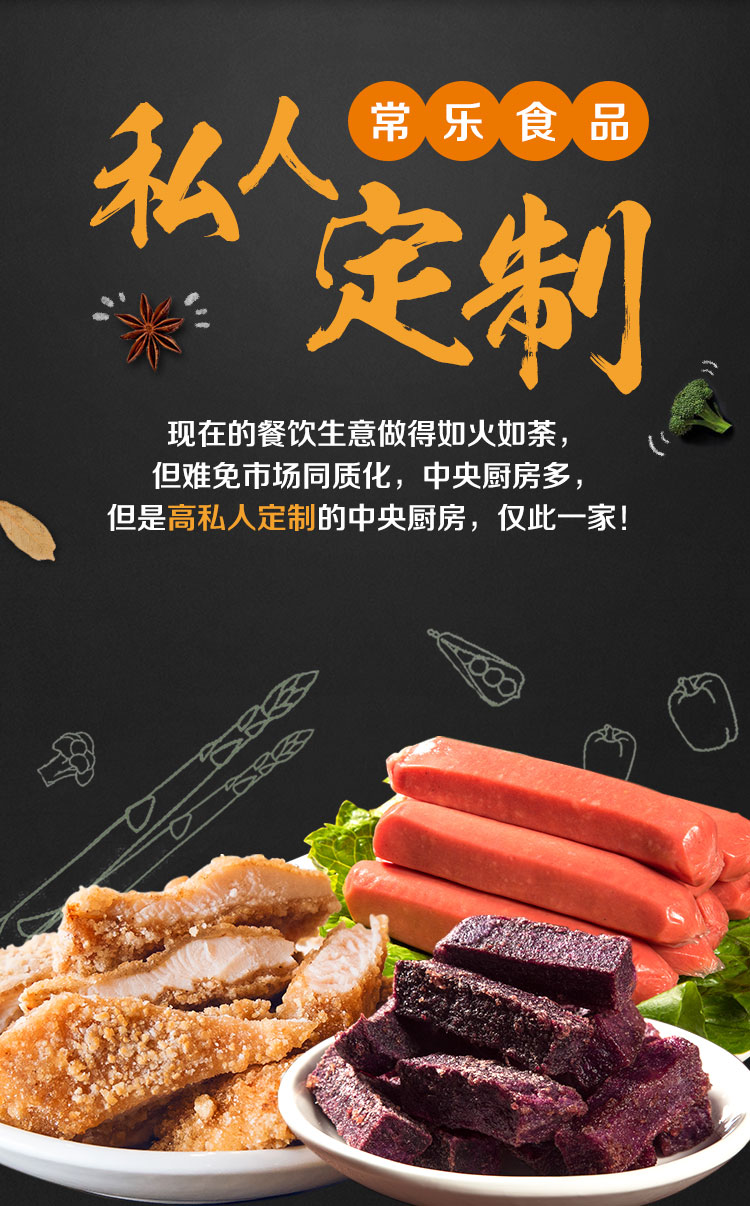 常乐食品
私人
定制
现在的餐饮生意做得如火如荼，
但难免市场同质化，中央厨房多，
但是高私人定制的中央厨房，仅此一家！